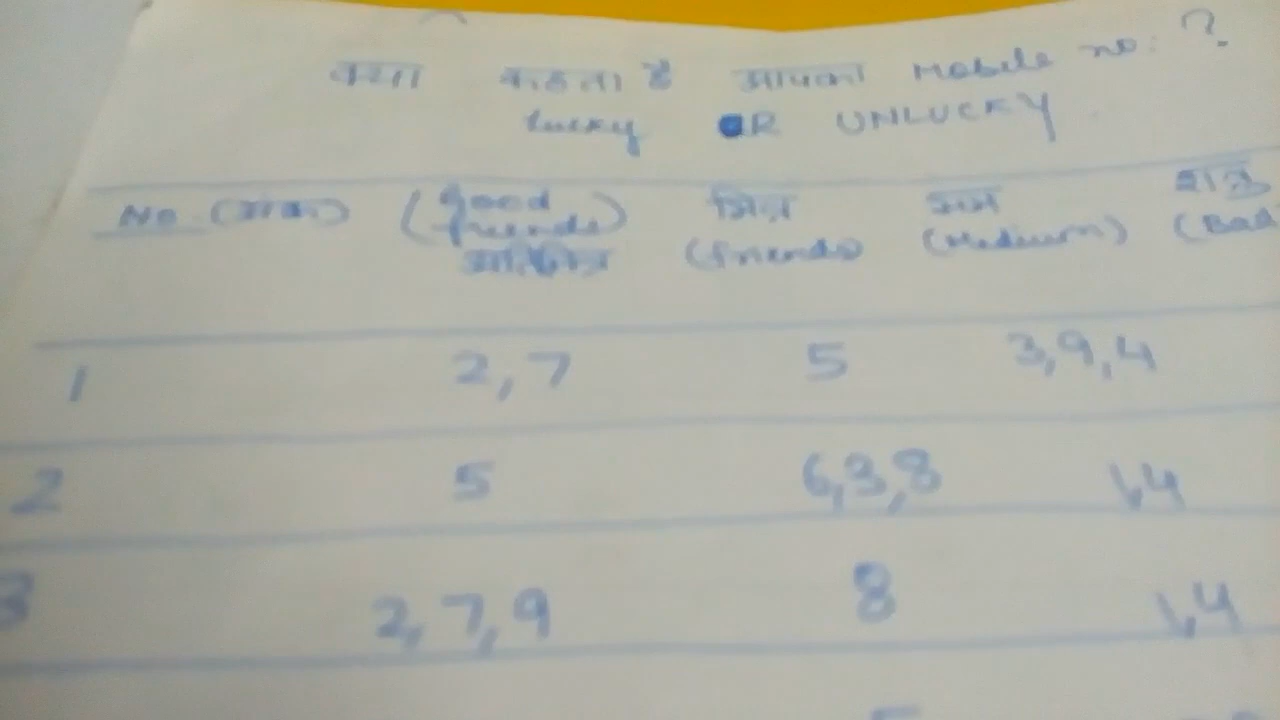 क्या कहता है आपका Mobile no: ?
lucky OR UNLUCKY
No (अंक) (Good friends) मित्र (friends सम (Medium) शत्रु (Bad
1 2, 7 5 3,9,4
2 5 6,3,8 1,4
3 2, 7, 9 8 1,4